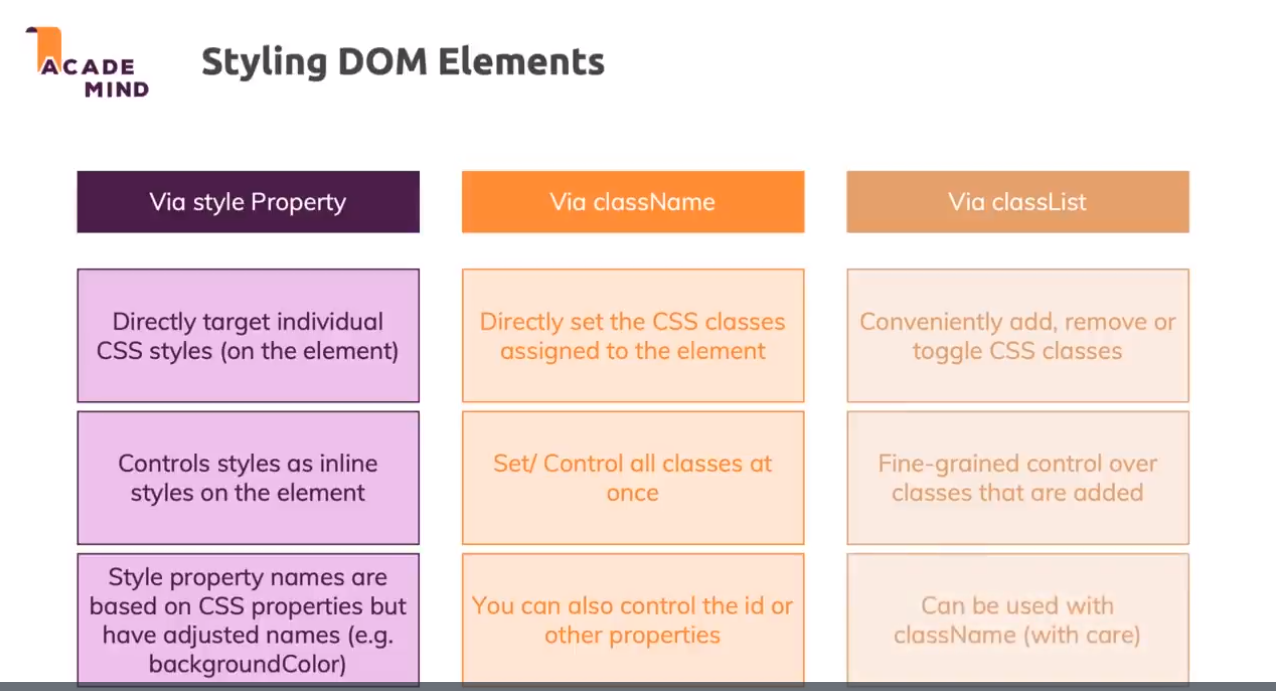 ACADE
MIND
Styling DOM Elements
Via style Property
Directly target individual
CSS styles (on the element)
Controls styles as inline
styles on the element
Style property names are
based on CSS properties but
have adjusted names (e.g.
backgroundColor)
Via className
Directly set the CSS classes
assigned to the element
Set/ Control all classes at
once
You can also control the id or
other properties
Via classList
Conveniently add, remove or
toggle CSS classes
Fine-grained control over
classes that are added
Can be used with
className (with care)